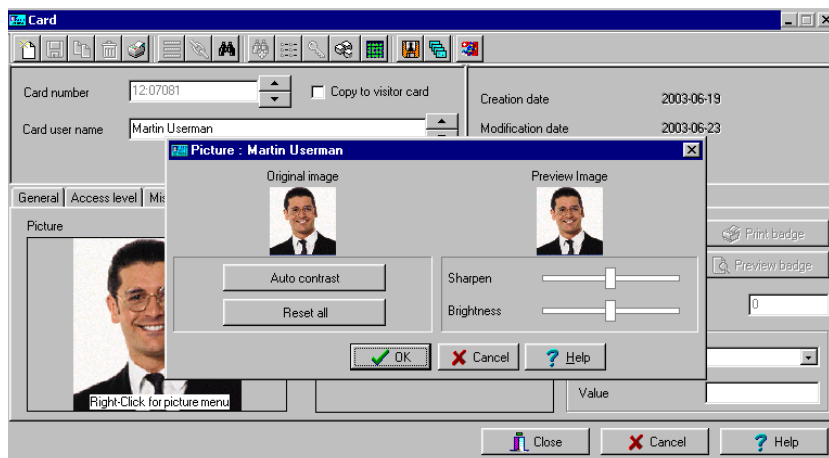 Card
Card number
12:07081
Copy to visitor card
Creation date
2003-06-19
Card user name
Martin Userman
Modification date
2003-06-23
Picture : Martin Userman
Original image
Preview Image
General
Access level
Picture
Print badge
Preview badge
Auto contrast
Sharpen
0
Reset all
Brightness
OK
Cancel
Help
Value
Right-Click for picture menu
Close
Cancel
Help